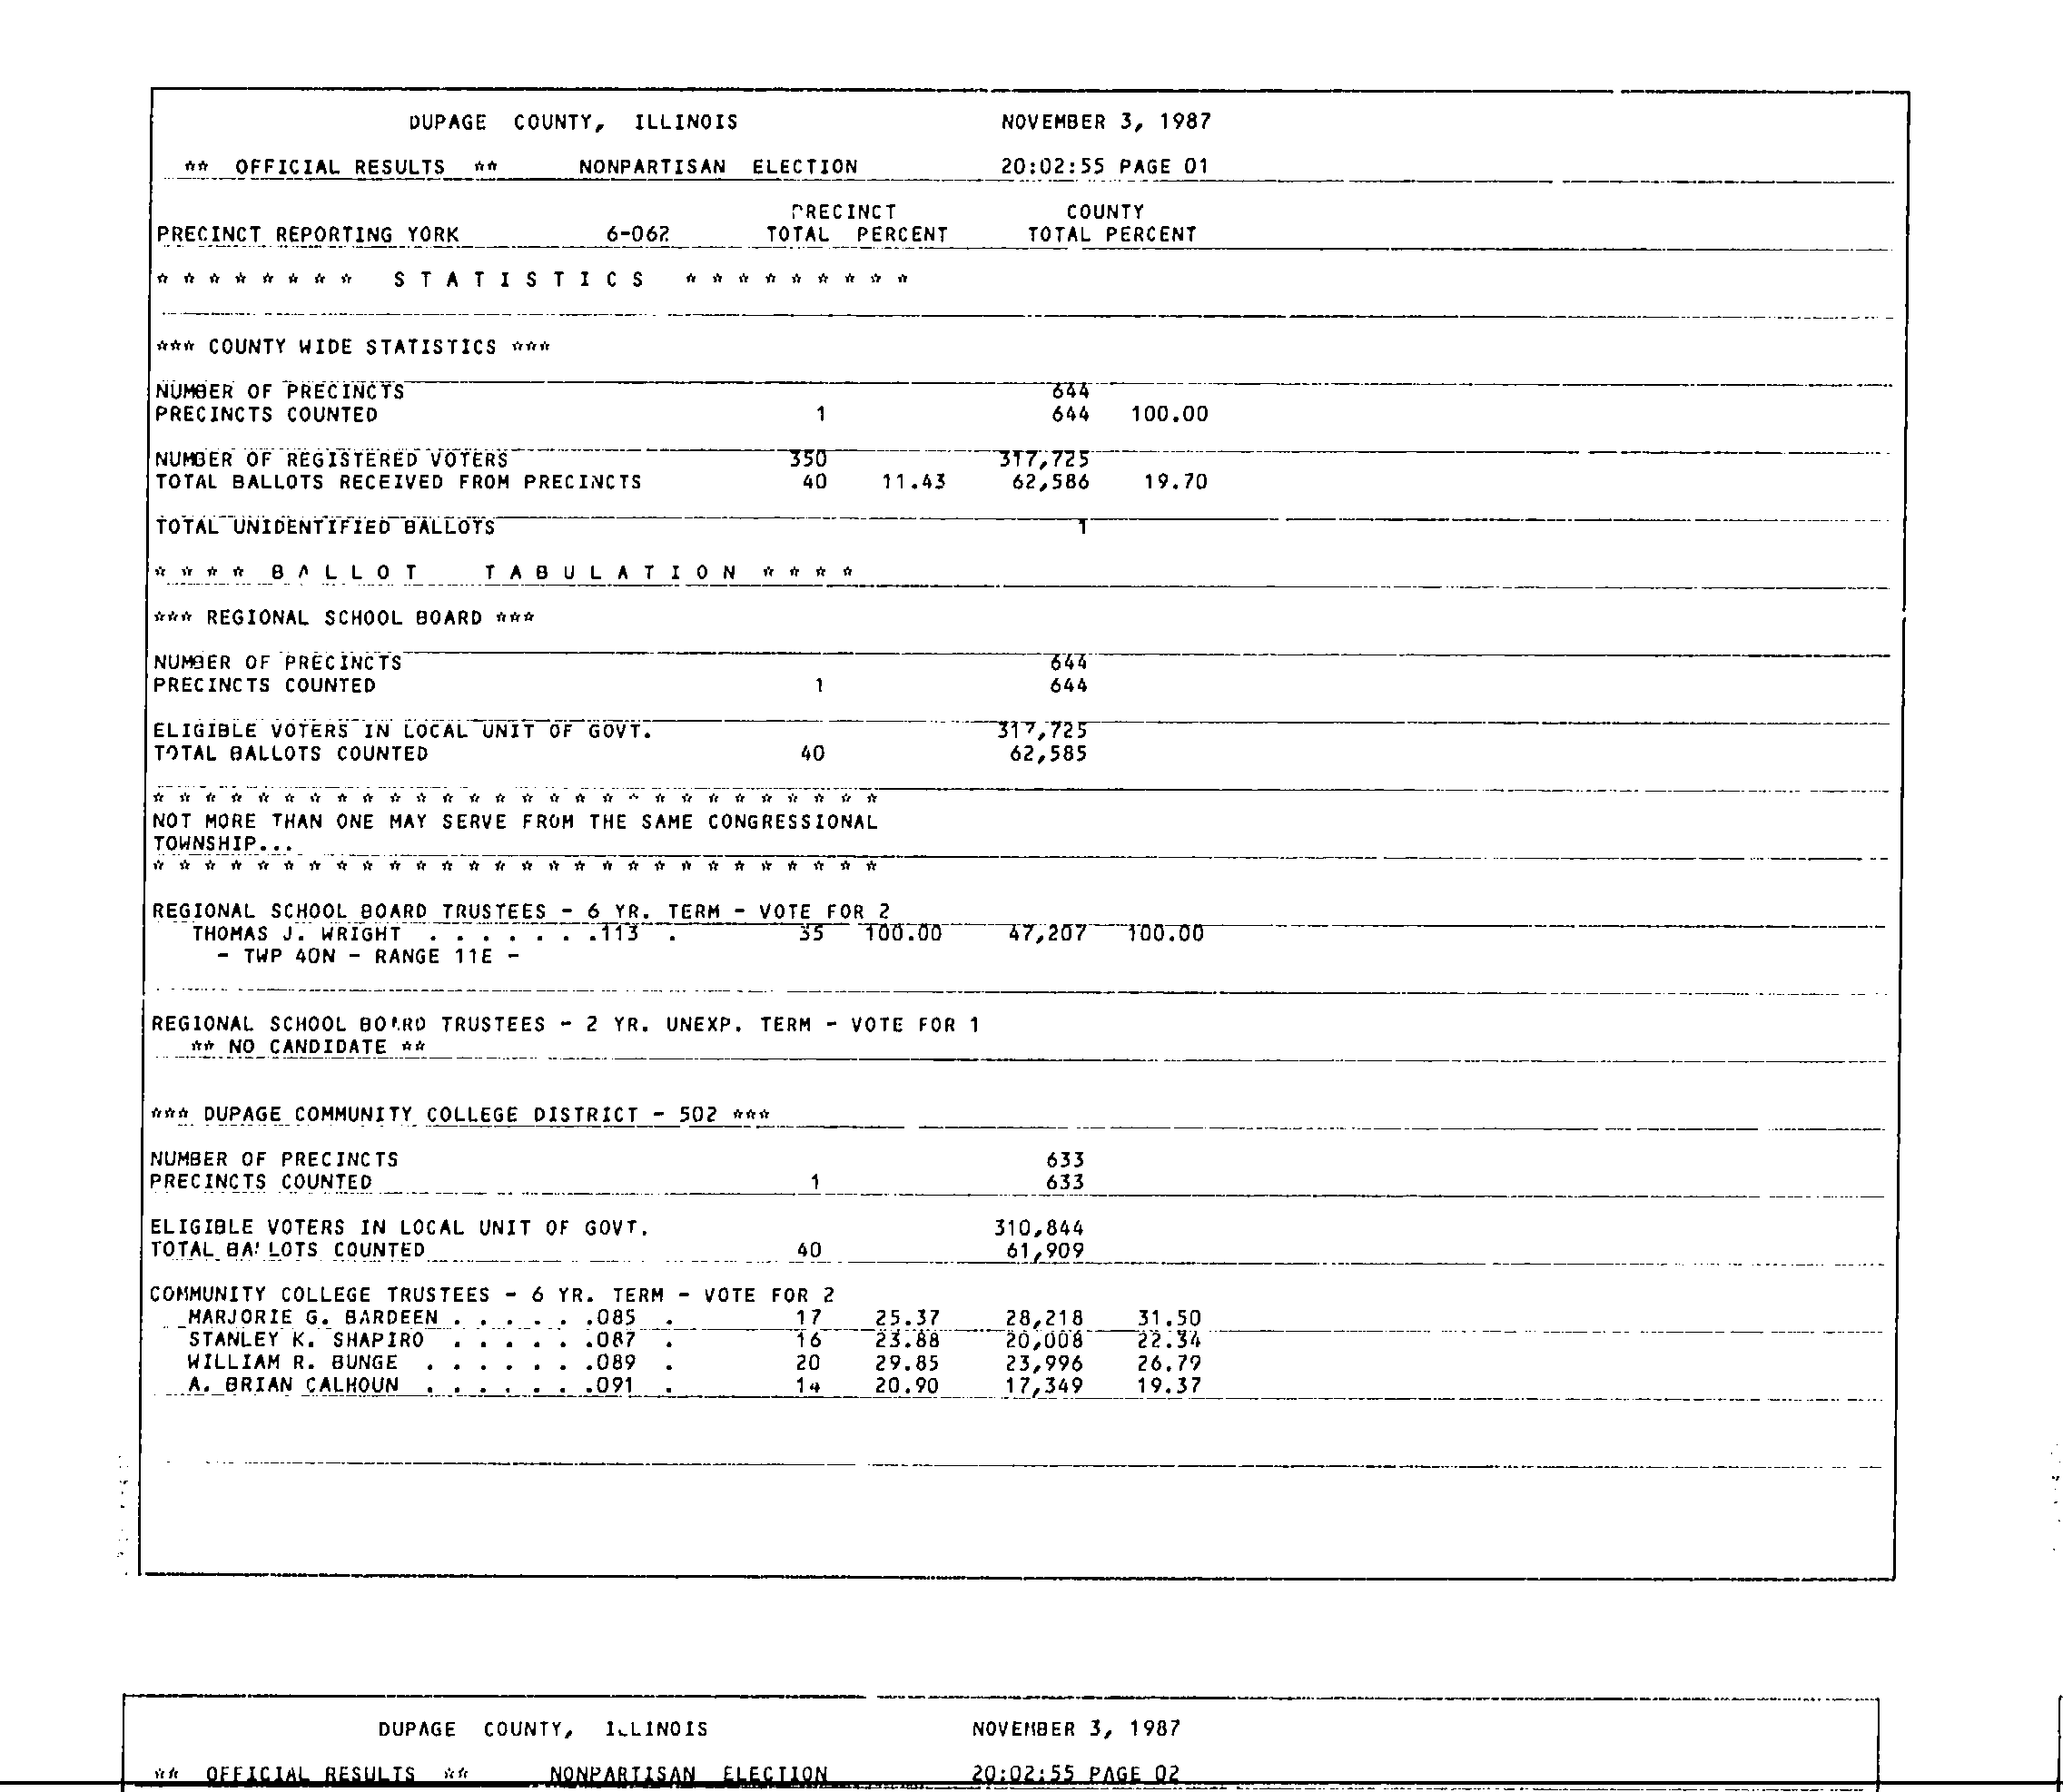 DUPAGE COUNTY, ILLINOIS NOVEMBER 3, 1987
** OFFICIAL RESULTS ** NONPARTISAN ELECTION 20:02:55 PAGE 01
PRECINCT COUNTY
PRECINCT REPORTING YORK 6-062 TOTAL PERCENT TOTAL PERCENT
* * * * * * * * S T A T I S T I C S * * * * * * * * *
*** COUNTY WIDE STATISTICS ***
NUMBER OF PRECINCTS 644
PRECINCTS COUNTED 1 644 100.00
NUMBER OF REGISTERED VOTERS 350 317,725
TOTAL BALLOTS RECEIVED FROM PRECINCTS 40 11.43 62,586 19.70
TOTAL UNIDENTIFIED BALLOTS 1
* * * * B A L L O T T A B U L A T I O N * * * *
*** REGIONAL SCHOOL BOARD ***
NUMBER OF PRECINCTS 644
PRECINCTS COUNTED 1 644
ELIGIBLE VOTERS IN LOCAL UNIT OF GOVT. 317,725
TOTAL BALLOTS COUNTED 40 62,585
* * * * * * * * * * * * * * * * * * * * * * * * * * * *
NOT MORE THAN ONE MAY SERVE FROM THE SAME CONGRESSIONAL
TOWNSHIP...
* * * * * * * * * * * * * * * * * * * * * * * * * * * *
REGIONAL SCHOOL BOARD TRUSTEES - 6 YR. TERM - VOTE FOR 2
THOMAS J. WRIGHT . . . . . . .113 . 35 100.00 47,207 100.00
- TWP 40N - RANGE 11E -
REGIONAL SCHOOL BOARD TRUSTEES - 2 YR. UNEXP. TERM - VOTE FOR 1
** NO CANDIDATE **
*** DUPAGE COMMUNITY COLLEGE DISTRICT - 502 ***
NUMBER OF PRECINCTS 633
PRECINCTS COUNTED 1 633
ELIGIBLE VOTERS IN LOCAL UNIT OF GOVT. 310,844
TOTAL BALLOTS COUNTED 40 61,909
COMMUNITY COLLEGE TRUSTEES - 6 YR. TERM - VOTE FOR 2
MARJORIE G. BARDEEN . . . . . .085 . 17 25.37 28,218 31.50
STANLEY K. SHAPIRO . . . . . .087 . 16 23.88 20,008 22.34
WILLIAM R. BUNGE . . . . . . .089 . 20 29.85 23,996 26.79
A. BRIAN CALHOUN . . . . . . .091 . 14 20.90 17,349 19.37
DUPAGE COUNTY, ILLINOIS NOVEMBER 3, 1987
** OFFICIAL RESULTS ** NONPARTISAN ELECTION 20:02:55 PAGE 02